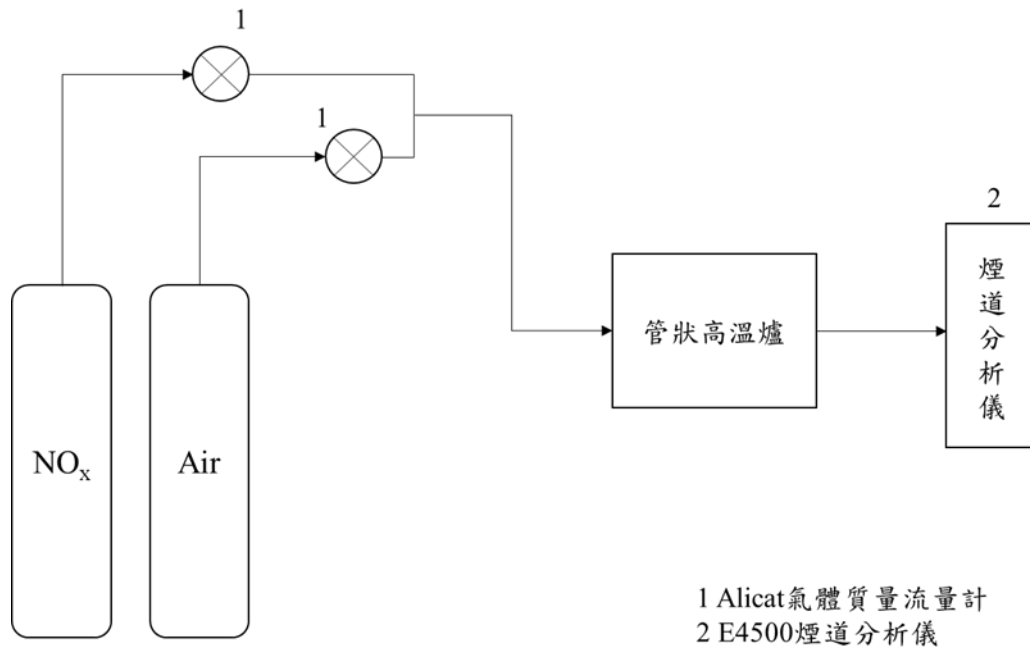 1
1
2
管狀高溫爐
煙
道
分
析
儀
NOx
Air
1 Alicat氣體質量流量計
2 E4500煙道分析儀